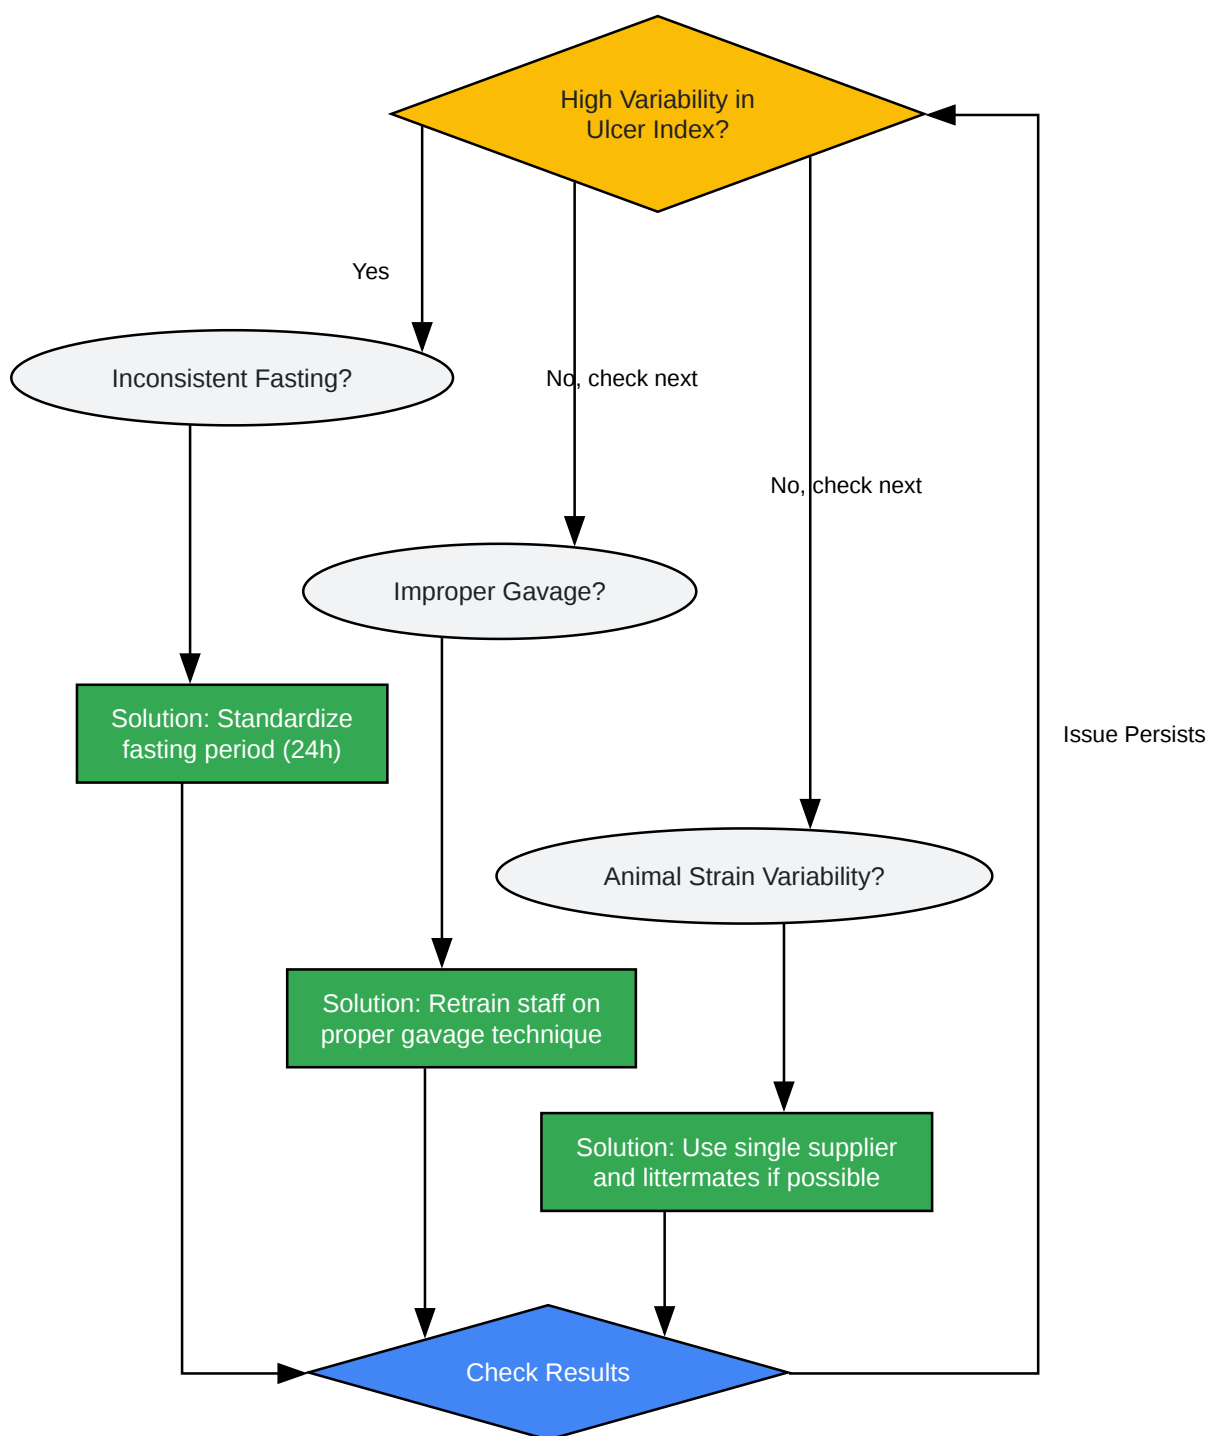 High Variability in
Ulcer Index?
Yes
Inconsistent Fasting?
No, check next
No, check next
Improper Gavage?
Solution: Standardize
fasting period (24h)
Issue Persists
Animal Strain Variability?
Solution: Retrain staff on
proper gavage technique
Solution: Use single supplier
and littermates if possible
Check Results